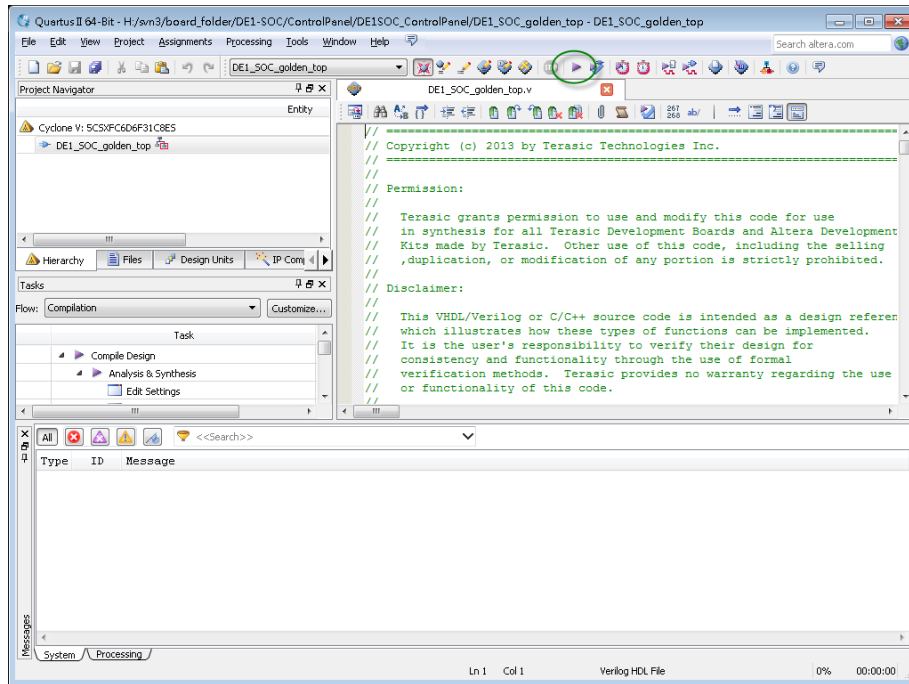 Quartus II 64-Bit - H:/svn3/board_folder/DE1-SOC/ControlPanel/DE1SOC_ControlPanel/DE1_SOC_golden_top - DE1_SOC_golden_top
File Edit View Project Assignments Processing Tools Window Help
Search altera.com
DE1_SOC_golden_top
Project Navigator
DE1_SOC_golden_top.v
Entity
267
268 ab/
Cyclone V: 5CSXFC6D6F31C8ES
DE1_SOC_golden_top
// ============================================================================
// Copyright (c) 2013 by Terasic Technologies Inc.
// ============================================================================
//
// Permission:
//
// Terasic grants permission to use and modify this code for use
// in synthesis for all Terasic Development Boards and Altera Development
// Kits made by Terasic. Other use of this code, including the selling
// ,duplication, or modification of any portion is strictly prohibited.
//
// Disclaimer:
//
// This VHDL/Verilog or C/C++ source code is intended as a design referen
// which illustrates how these types of functions can be implemented.
// It is the user's responsibility to verify their design for
// consistency and functionality through the use of formal
// verification methods. Terasic provides no warranty regarding the use
// or functionality of this code.
//
Hierarchy Files Design Units IP Com
Tasks
Flow: Compilation Customize...
Task
Compile Design
Analysis & Synthesis
Edit Settings
All <<Search>>
Type ID Message
Messages
System Processing
Ln 1 Col 1 Verilog HDL File 0% 00:00:00